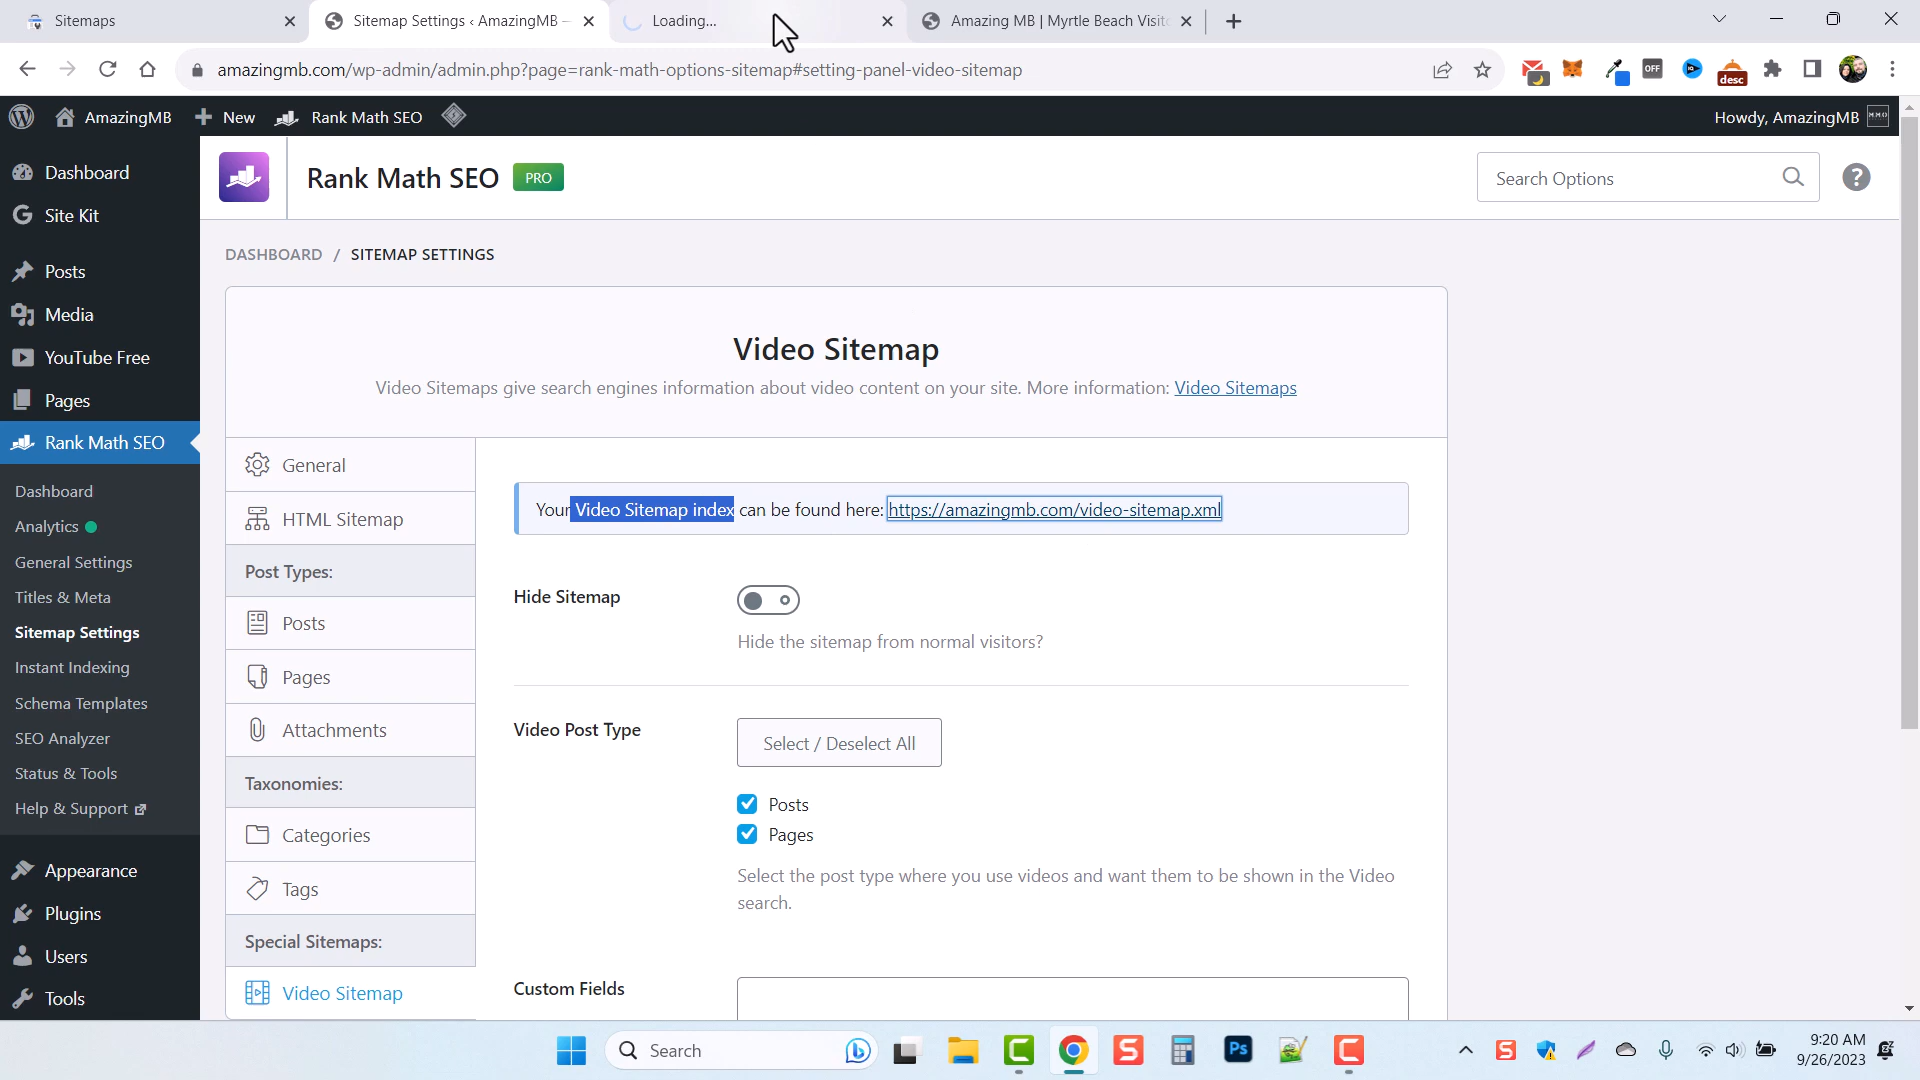 Sitemaps
Sitemap Settings ‹ AmazingMB –
Loading...
Amazing MB | Myrtle Beach Visit
amazingmb.com/wp-admin/admin.php?page=rank-math-options-sitemap#setting-panel-video-sitemap
OFF
desc
AmazingMB
New
Rank Math SEO
Howdy, AmazingMB
Dashboard
Site Kit
Posts
Media
YouTube Free
Pages
Rank Math SEO
Dashboard
Analytics
General Settings
Titles & Meta
Sitemap Settings
Instant Indexing
Schema Templates
SEO Analyzer
Status & Tools
Help & Support
Appearance
Plugins
Users
Tools
Rank Math SEO PRO
Search Options
?
DASHBOARD / SITEMAP SETTINGS
Video Sitemap
Video Sitemaps give search engines information about video content on your site. More information: Video Sitemaps
General
HTML Sitemap
Post Types:
Posts
Pages
Attachments
Taxonomies:
Categories
Tags
Special Sitemaps:
Video Sitemap
Your Video Sitemap index can be found here: https://amazingmb.com/video-sitemap.xml
Hide Sitemap
Hide the sitemap from normal visitors?
Video Post Type
Select / Deselect All
Posts
Pages
Select the post type where you use videos and want them to be shown in the Video
search.
Custom Fields
Search
Ps
9:20 AM
9/26/2023